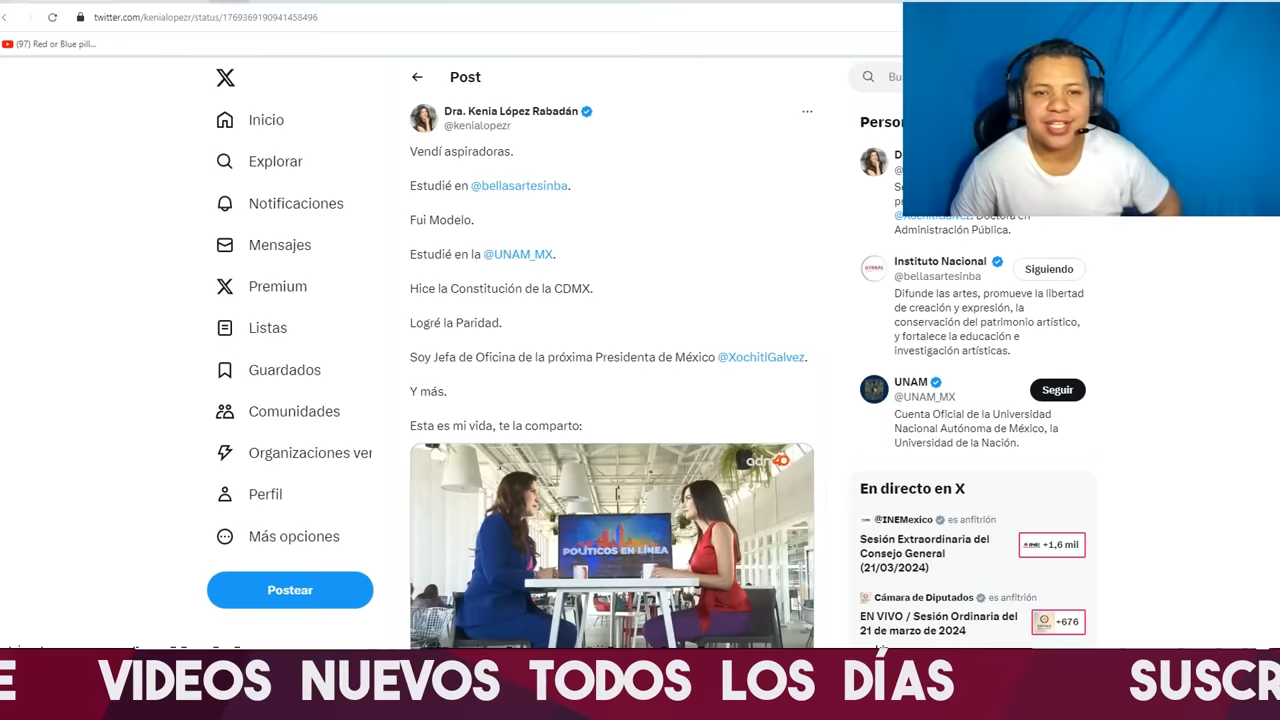 twitter.com/kenialopezr/status/1769369190941458496
(97) Red or Blue pill...
Inicio
Explorar
Notificaciones
Mensajes
Premium
Listas
Guardados
Comunidades
Organizaciones ver
Perfil
Más opciones
Postear
Post
Dra. Kenia López Rabadán
@kenialopezr
Vendí aspiradoras.
Estudié en @bellasartesinba.
Fui Modelo.
Estudié en la @UNAM_MX.
Hice la Constitución de la CDMX.
Logré la Paridad.
Soy Jefa de Oficina de la próxima Presidenta de México @XochitlGalvez.
Y más.
Esta es mi vida, te la comparto:
adn40
POLÍTICOS EN LÍNEA
Bus
Perso
D
@
S
pr
@XochitlGalvez. Doctora en
Administración Pública.
Instituto Nacional
Siguiendo
@bellasartesinba
Difunde las artes, promueve la libertad
de creación y expresión, la
conservación del patrimonio artístico,
y fortalece la educación e
investigación artísticas.
UNAM
Seguir
@UNAM_MX
Cuenta Oficial de la Universidad
Nacional Autónoma de México, la
Universidad de la Nación.
En directo en X
@INEMexico es anfitrión
Sesión Extraordinaria del
Consejo General
(21/03/2024)
INE +1,6 mil
Cámara de Diputados es anfitrión
EN VIVO / Sesión Ordinaria del
21 de marzo de 2024
+676
E VIDEOS NUEVOS TODOS LOS DÍAS SUSCR